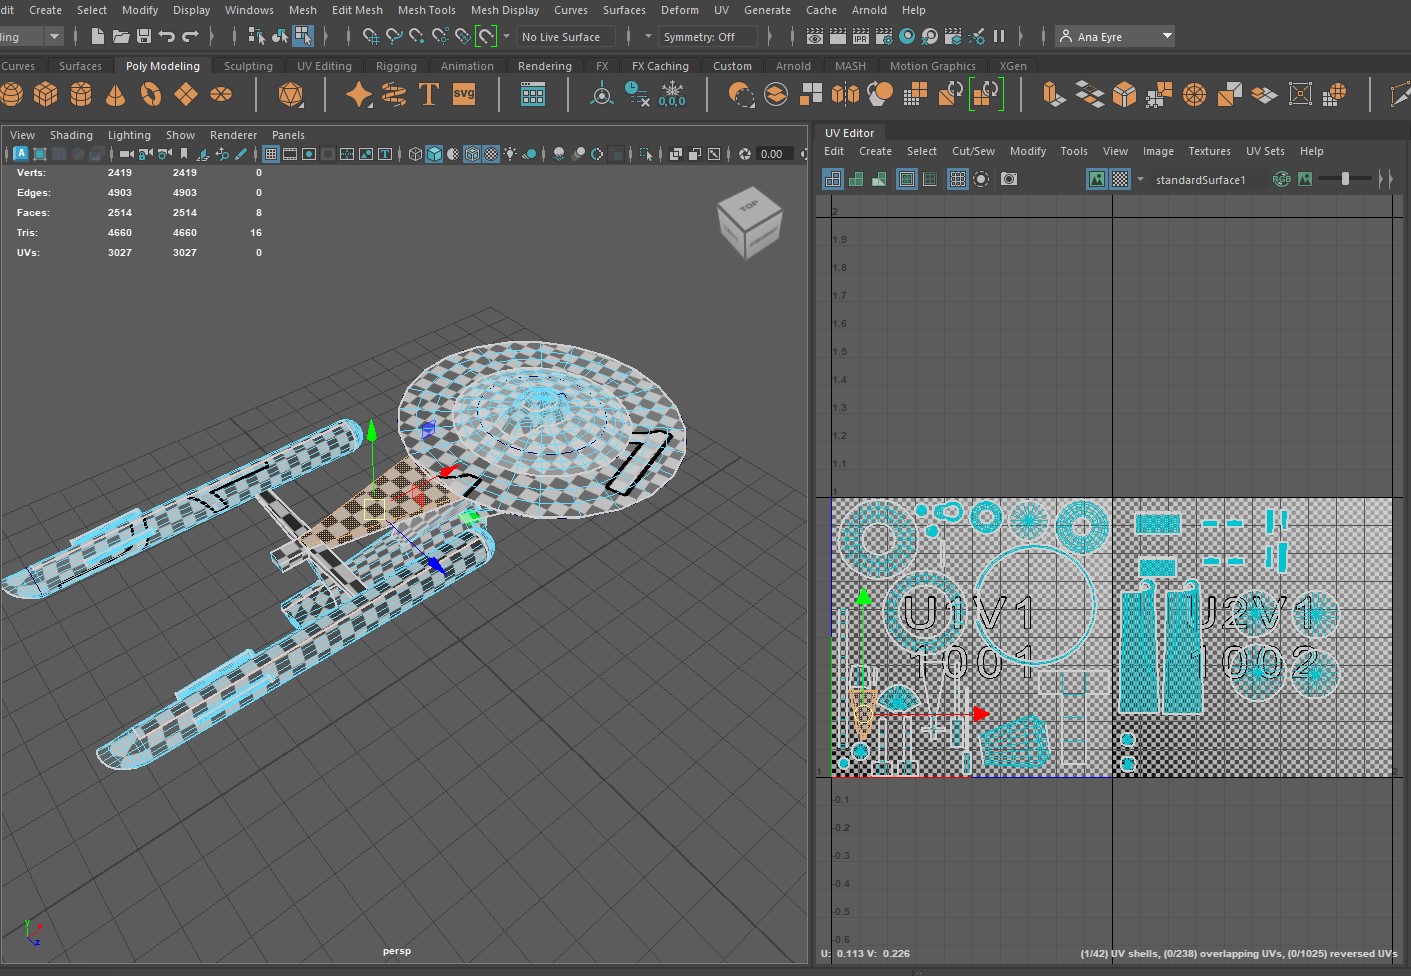 dit Create Select Modify Display Windows Mesh Edit Mesh Mesh Tools Mesh Display Curves Surfaces Deform UV Generate Cache Arnold Help
ling No Live Surface Symmetry: Off IPR Ana Eyre
Curves Surfaces Poly Modeling Sculpting UV Editing Rigging Animation Rendering FX FX Caching Custom Arnold MASH Motion Graphics XGen
T SVG 0,0,0
View Shading Lighting Show Renderer Panels
0.00
Verts: 2419 2419 0
Edges: 4903 4903 0
Faces: 2514 2514 8
Tris: 4660 4660 16
UVs: 3027 3027 0
TOP
persp
y
x
z
UV Editor
Edit Create Select Cut/Sew Modify Tools View Image Textures UV Sets Help
standardSurface1 RGB
2
1.9
1.8
1.7
1.6
1.5
1.4
1.3
1.2
1.1
1
U1V1 U2V1
1001 1002
1 2
-0.1
-0.2
-0.3
-0.4
-0.5
-0.6
U: 0.113 V: 0.226 (1/42) UV shells, (0/238) overlapping UVs, (0/1025) reversed UVs